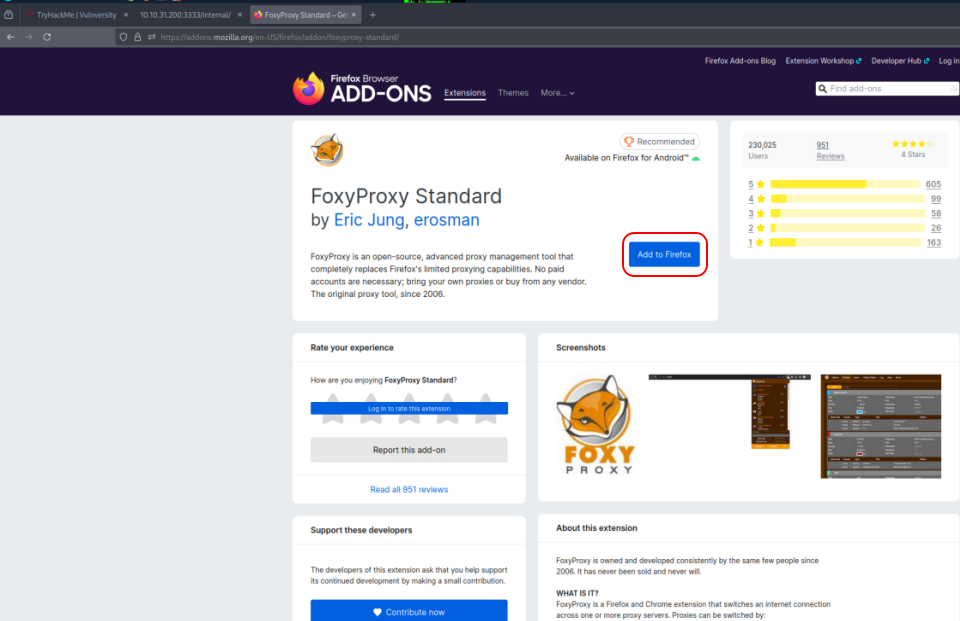 TryHackMe | Vulnversity
10.10.31.200:3333/internal/
FoxyProxy Standard – Get
https://addons.mozilla.org/en-US/firefox/addon/foxyproxy-standard/
Firefox Add-ons Blog Extension Workshop Developer Hub Log in
Firefox Browser
ADD-ONS
Extensions Themes More...
Find add-ons
Recommended
Available on Firefox for Android™
FoxyProxy Standard
by Eric Jung, erosman
FoxyProxy is an open-source, advanced proxy management tool that
completely replaces Firefox's limited proxying capabilities. No paid
accounts are necessary; bring your own proxies or buy from any vendor.
The original proxy tool, since 2006.
Add to Firefox
230,025 951
Users Reviews 4 Stars
5 605
4 99
3 58
2 26
1 163
Rate your experience
How are you enjoying FoxyProxy Standard?
Log in to rate this extension
Report this add-on
Read all 951 reviews
Screenshots
FOXY
PROXY
Support these developers
The developers of this extension ask that you help support
its continued development by making a small contribution.
Contribute now
About this extension
FoxyProxy is owned and developed consistently by the same few people since
2006. It has never been sold and never will.
WHAT IS IT?
FoxyProxy is a Firefox and Chrome extension that switches an internet connection
across one or more proxy servers. Proxies can be switched by: